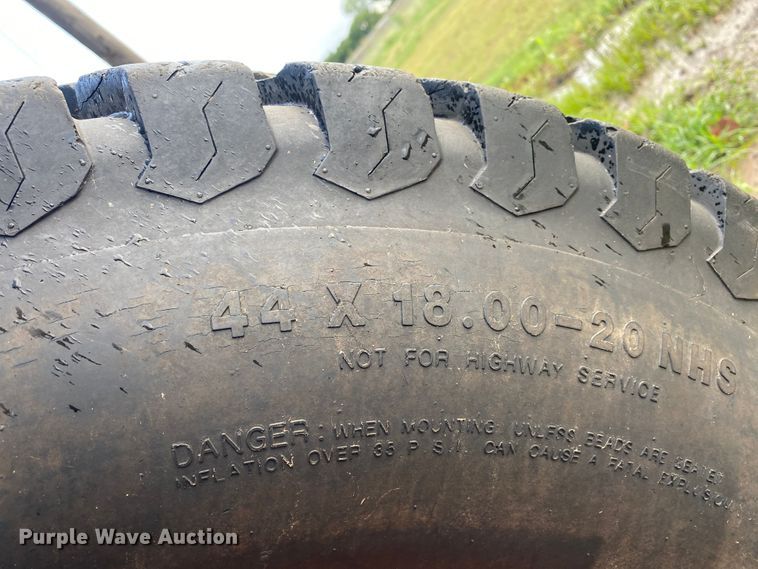 44 X 18.00-20 NHS
NOT FOR HIGHWAY SERVICE
DANGER: WHEN MOUNTING UNLESS BEADS ARE SEATED
INFLATION OVER 35 P.S.I. CAN CAUSE A FATAL EXPLOSION
Purple Wave Auction